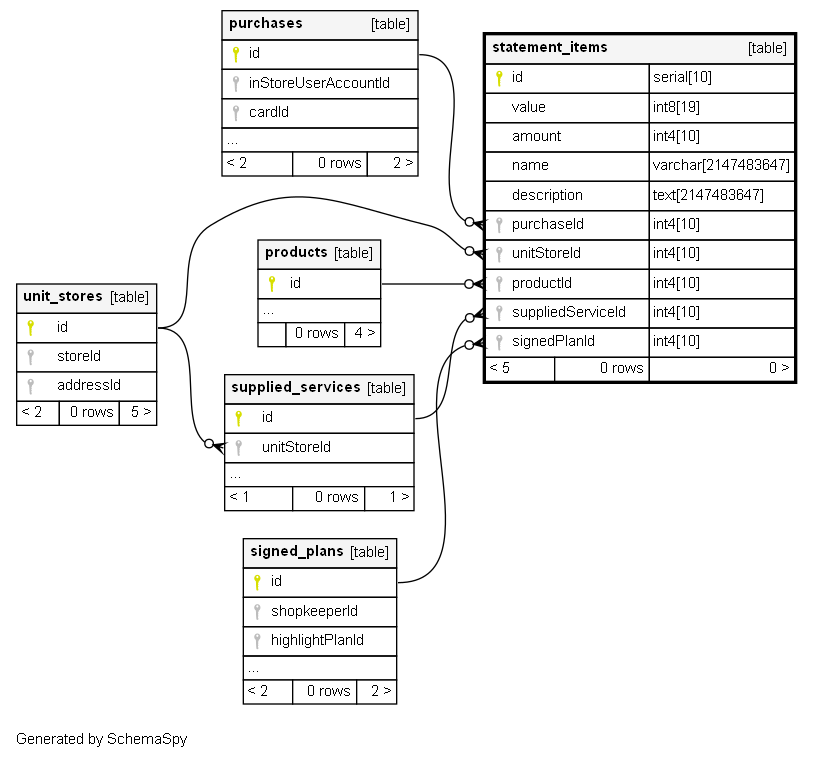 purchases [table]
id
inStoreUserAccountId
cardId
...
< 2 0 rows 2 >
statement_items [table]
id serial[10]
value int8[19]
amount int4[10]
name varchar[2147483647]
description text[2147483647]
purchaseId int4[10]
unitStoreId int4[10]
productId int4[10]
suppliedServiceId int4[10]
signedPlanId int4[10]
< 5 0 rows 0 >
products [table]
id
...
0 rows 4 >
unit_stores [table]
id
storeId
addressId
< 2 0 rows 5 >
supplied_services [table]
id
unitStoreId
...
< 1 0 rows 1 >
signed_plans [table]
id
shopkeeperId
highlightPlanId
...
< 2 0 rows 2 >
Generated by SchemaSpy